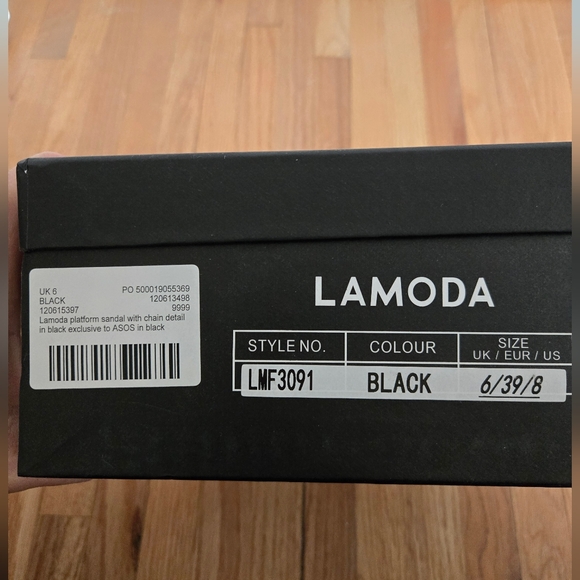 UK 6 PO 500019055369
BLACK 120613498
120615397 9999
Lamoda platform sandal with chain detail
in black exclusive to ASOS in black
LAMODA
STYLE NO. COLOUR SIZE
UK / EUR / US
LMF3091 BLACK 6/39/8